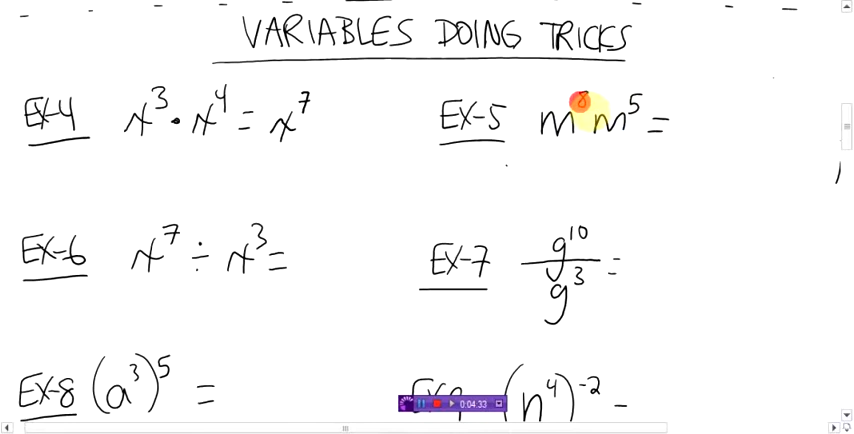 VARIABLES DOING TRICKS
EX-4 x³ · x⁴ = x⁷ EX-5 m⁸m⁵ =
EX-6 x⁷ ÷ x³ = EX-7 g¹⁰/g³ =
EX-8 (a³)⁵ = (n⁴)⁻²
0:04:33